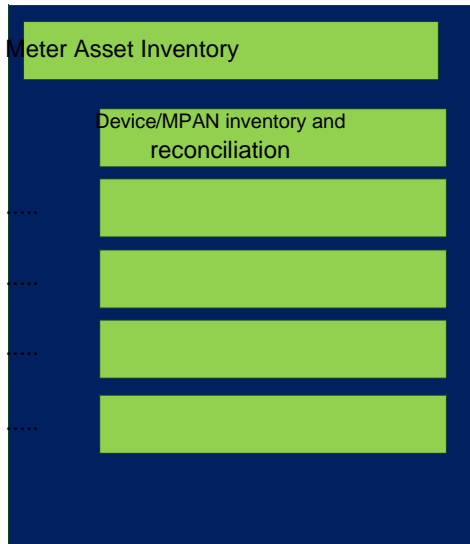 Meter Asset Inventory
Device/MPAN inventory and
reconciliation
.....
.....
.....
.....